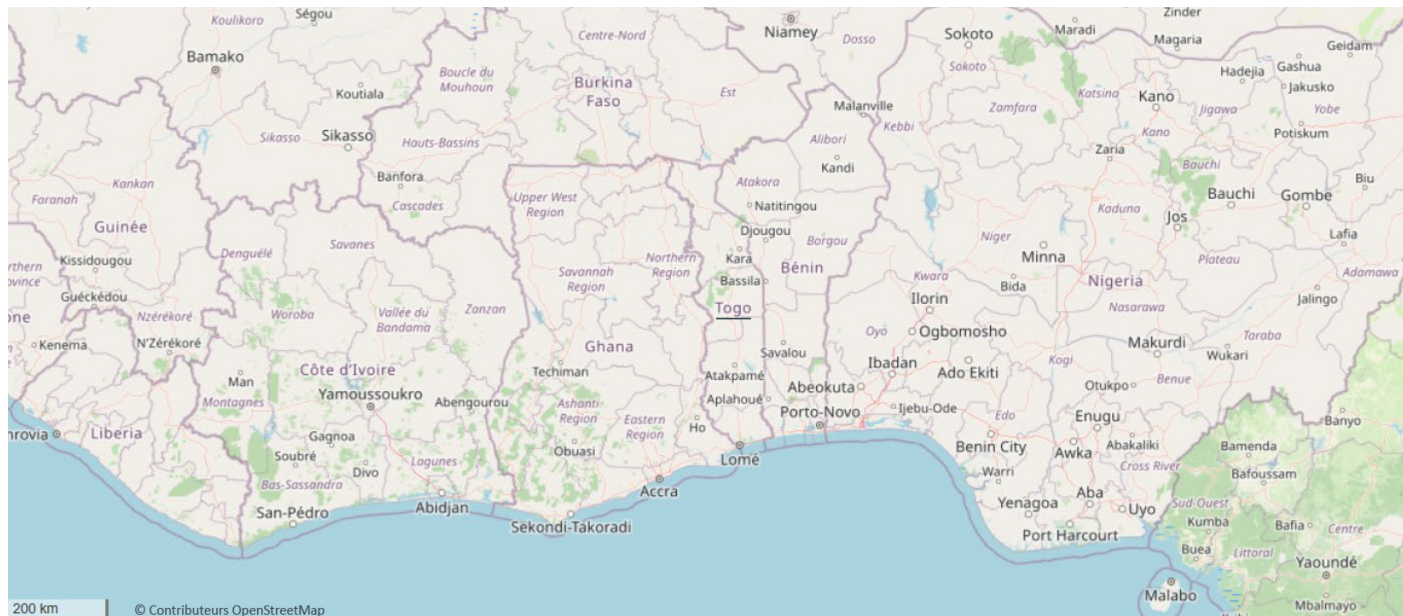 Koulikoro
Ségou
Centre-Nord
Niamey
Dosso
Sokoto
Maradi
Zinder
Magaria
Geidam
Bamako
Koutiala
Boucle du
Mouhoun
Burkina
Faso
Est
Malanville
Kebbi
Sokoto
Zamfara
Katsina
Kano
Hadejia
Gashua
Jakusko
Jigawa
Yobe
Sikasso
Sikasso
Hauts-Bassins
Alibori
Kandi
Kano
Zaria
Potiskum
Kankan
Faranah
Banfora
Cascades
Upper West
Region
Atakora
Natitingou
Bauchi
Bauchi
Gombe
Biu
Kaduna
Jos
Guinée
Denguélé
Savanes
Djougou
Borgou
Niger
Minna
Plateau
Lafia
Kissidougou
Savannah
Region
Northern
Region
Kara
Bassila
Bénin
Kwara
Bida
Nigeria
Adamawa
Northern
Province
Guéckédou
Nzérékoré
Woroba
Vallée du
Bandama
Zanzan
Togo
Ilorin
Nasarawa
Jalingo
one
Kenema
N'Zérékoré
Ghana
Oyo
Ogbomosho
Taraba
Man
Côte d'Ivoire
Techiman
Savalou
Atakpamé
Ibadan
Ado Ekiti
Kogi
Makurdi
Wukari
Montagnes
Yamoussoukro
Abengourou
Ashanti
Region
Aplahoué
Abeokuta
Otukpo
Benue
nrovia
Liberia
Gagnoa
Eastern
Region
Ho
Porto-Novo
Ijebu-Ode
Edo
Enugu
Banyo
Soubré
Divo
Lagunes
Obuasi
Lomé
Benin City
Awka
Abakaliki
Bamenda
Bas-Sassandra
Accra
Warri
Cross River
Bafoussam
San-Pédro
Abidjan
Sekondi-Takoradi
Yenagoa
Aba
Uyo
Sud-Ouest
Port Harcourt
Kumba
Bafia
Centre
Buea
Littoral
Yaoundé
Malabo
Mbalmayo
200 km
© Contributeurs OpenStreetMap